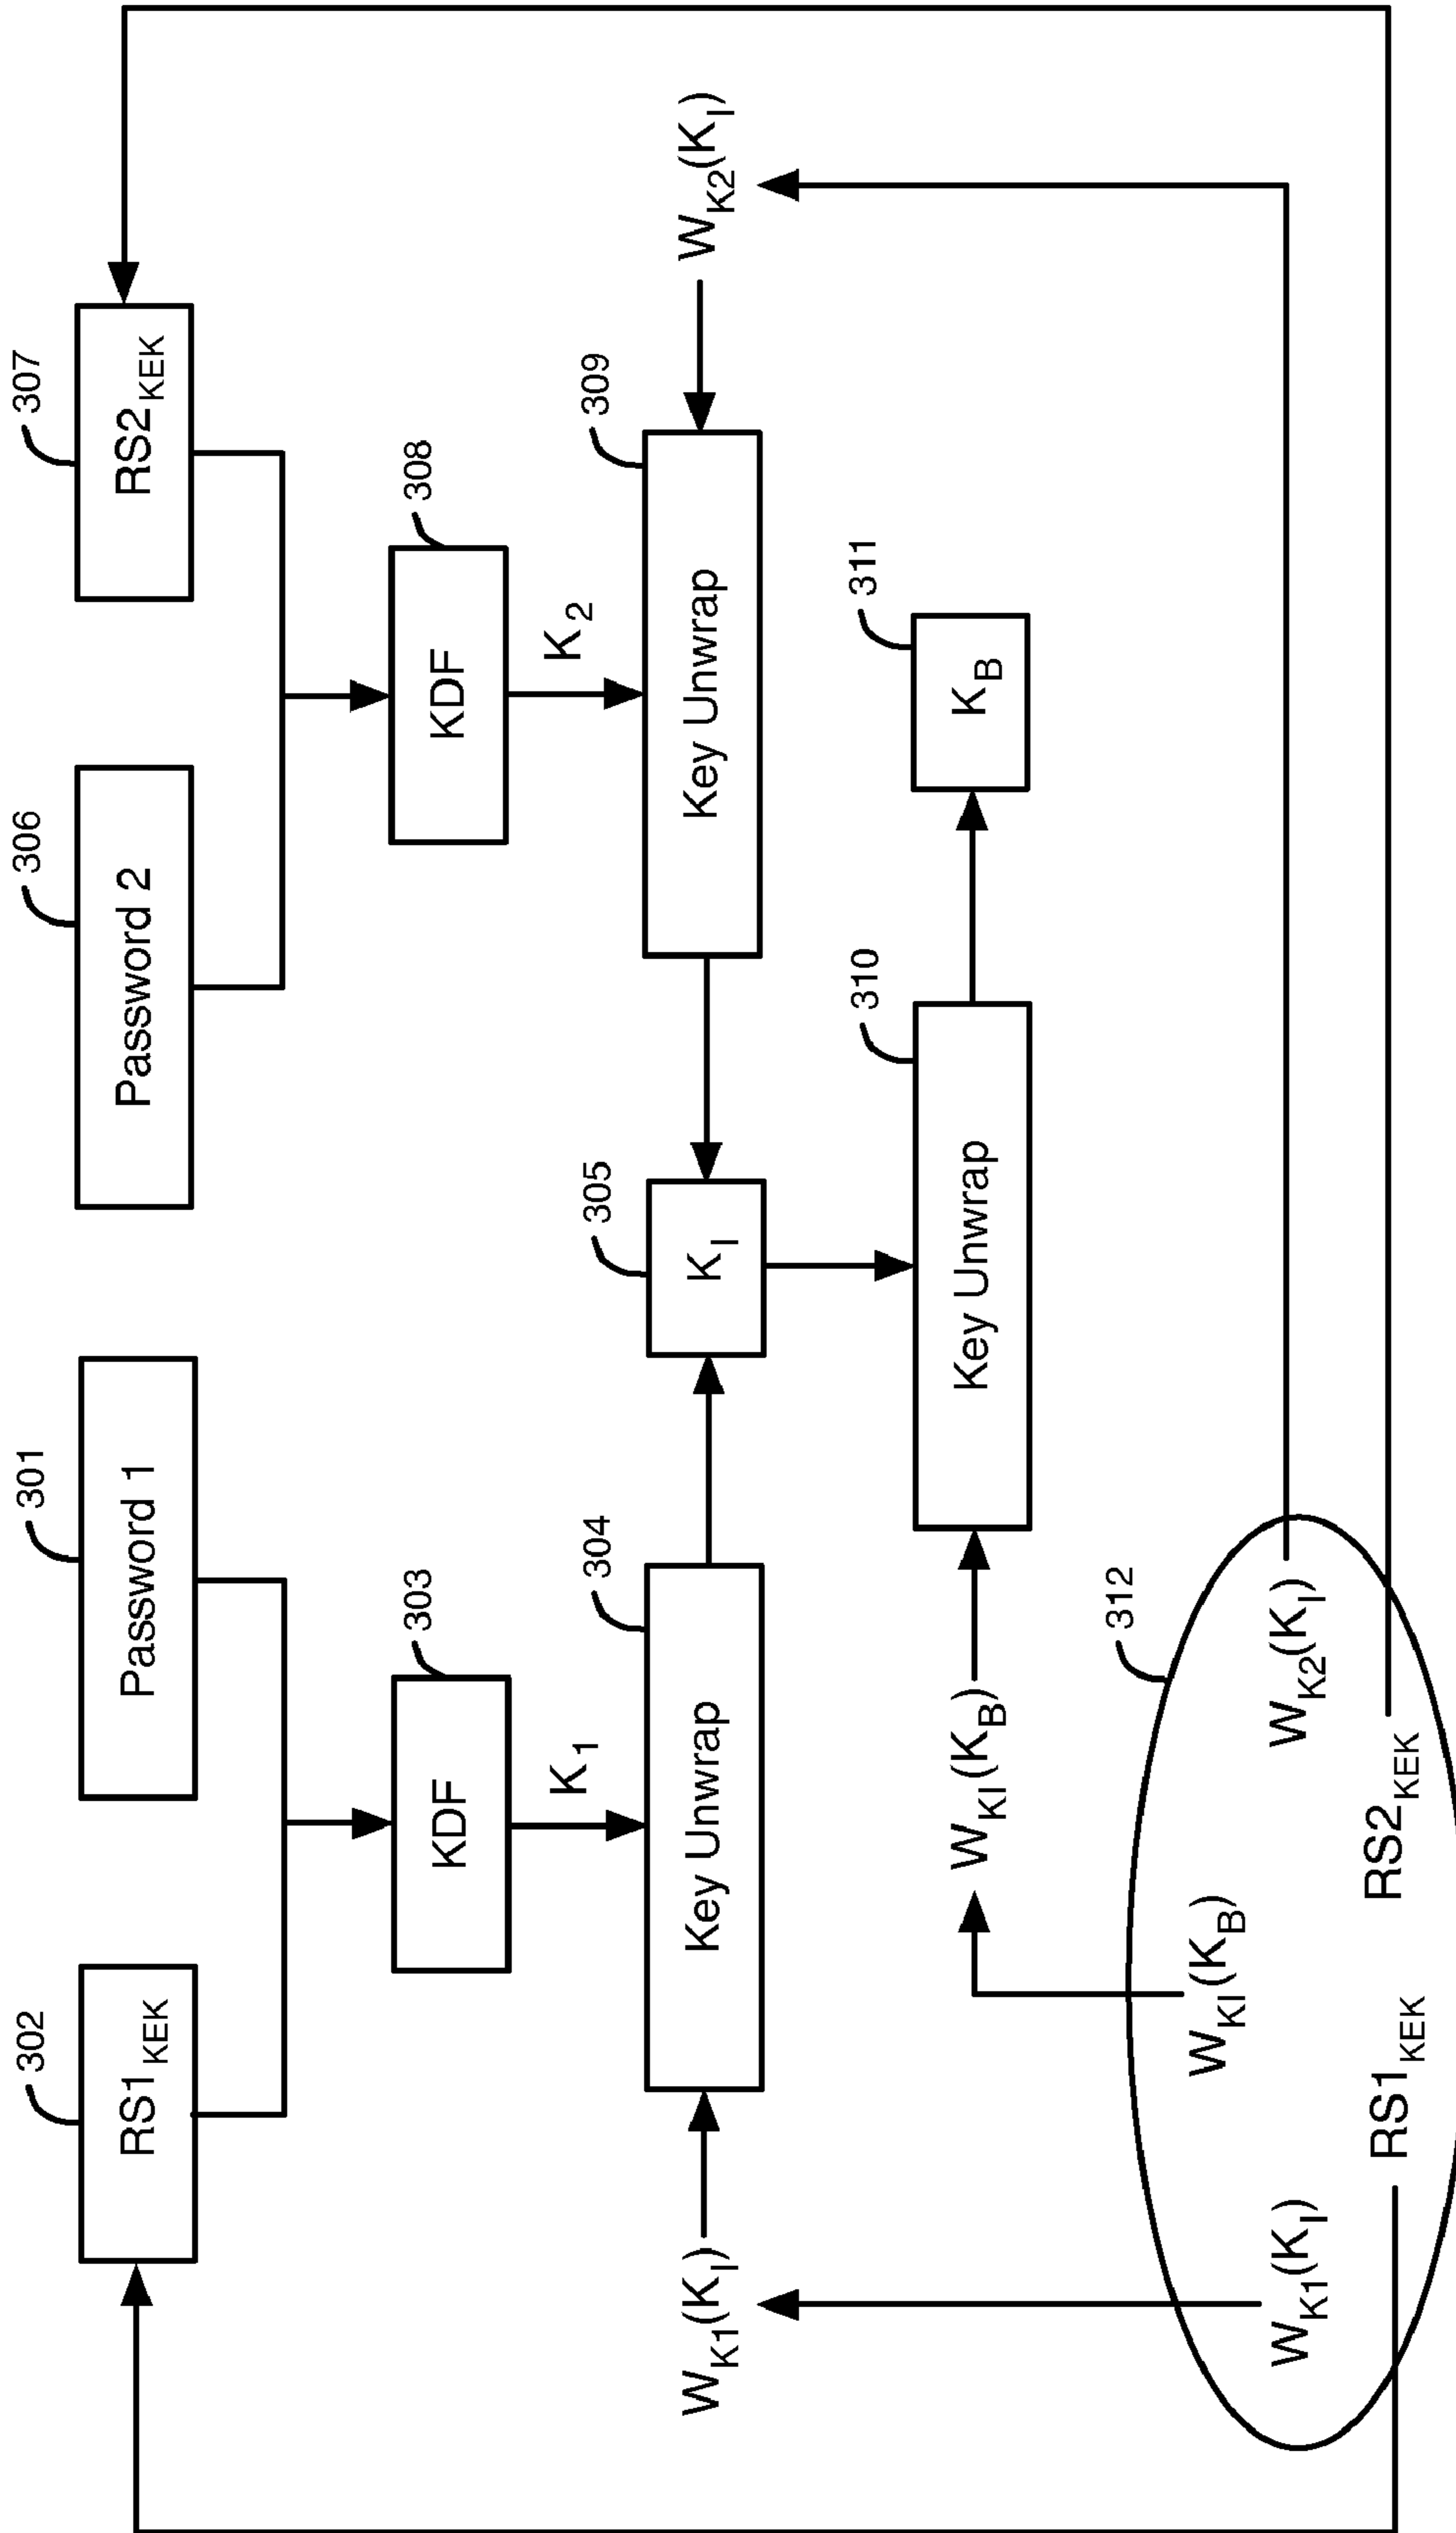 302
RS1KEK
301
Password 1
306
Password 2
307
RS2KEK
303
KDF
308
KDF
K1
K2
WK1(KI)
304
Key Unwrap
305
KI
309
Key Unwrap
WK2(KI)
WKI(KB)
310
Key Unwrap
311
KB
312
WKI(KB)
WK1(KI)
WK2(KI)
RS1KEK
RS2KEK